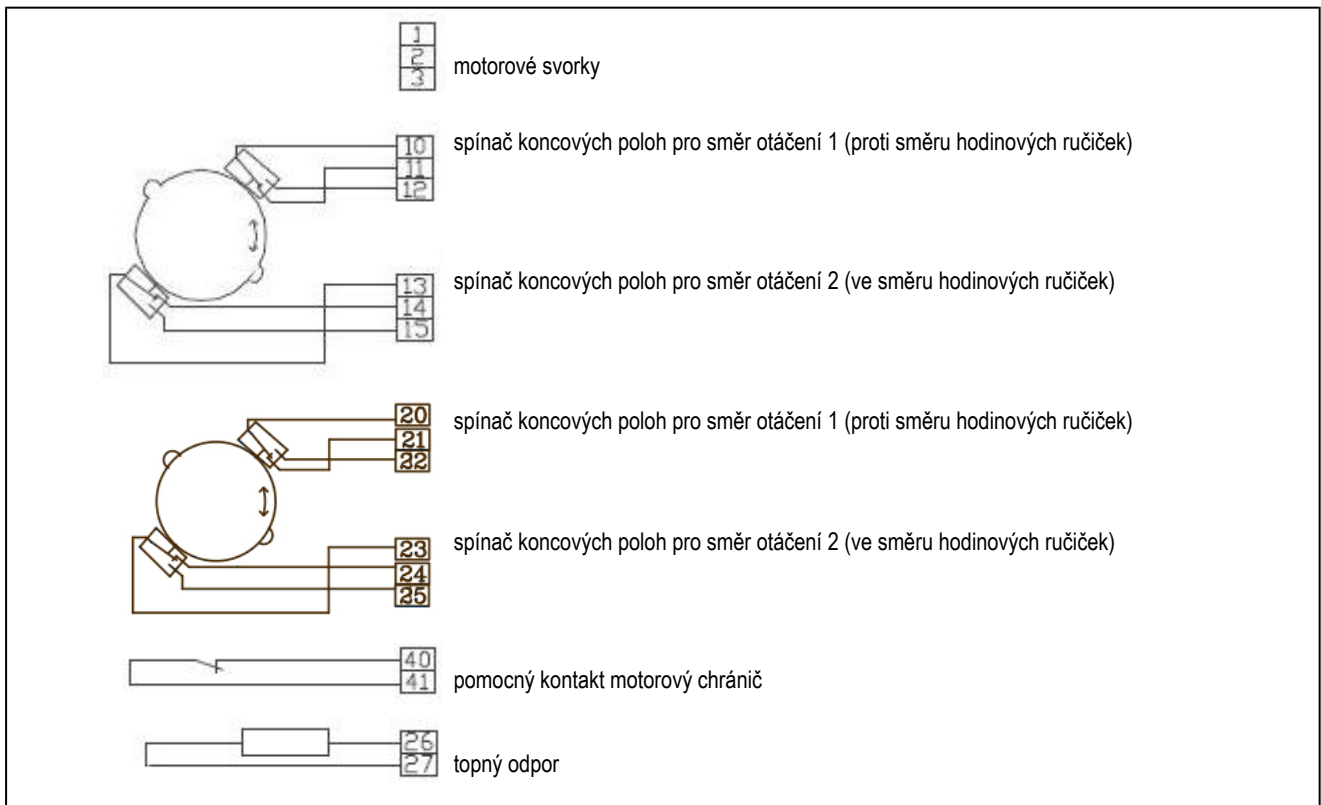 1
2
3
motorové svorky
10
11
12
spínač koncových poloh pro směr otáčení 1 (proti směru hodinových ručiček)
13
14
15
spínač koncových poloh pro směr otáčení 2 (ve směru hodinových ručiček)
20
21
22
spínač koncových poloh pro směr otáčení 1 (proti směru hodinových ručiček)
23
24
25
spínač koncových poloh pro směr otáčení 2 (ve směru hodinových ručiček)
40
41
pomocný kontakt motorový chránič
26
27
topný odpor